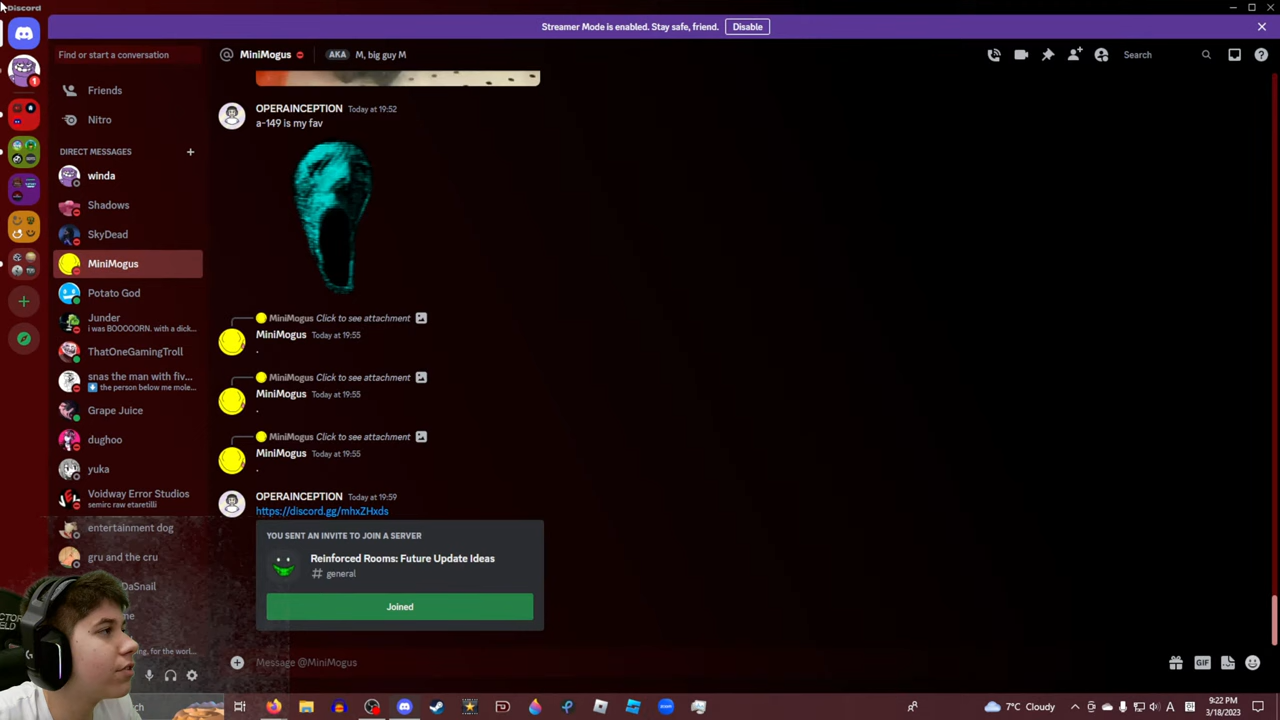 Discord
Streamer Mode is enabled. Stay safe, friend.
Disable
Find or start a conversation
MiniMogus
AKA
M, big guy M
Search
Friends
Nitro
DIRECT MESSAGES
winda
Shadows
SkyDead
MiniMogus
Potato God
Junder
i was BOOOOORN. with a dick...
ThatOneGamingTroll
snas the man with fiv...
the person below me mole...
Grape Juice
dughoo
yuka
Voidway Error Studios
semirc raw etaretilli
entertainment dog
gru and the cru
DaSnail
ing, for the worl...
1
OPERAINCEPTION Today at 19:52
a-149 is my fav
MiniMogus Click to see attachment
MiniMogus Today at 19:55
.
MiniMogus Click to see attachment
MiniMogus Today at 19:55
.
MiniMogus Click to see attachment
MiniMogus Today at 19:55
.
OPERAINCEPTION Today at 19:59
https://discord.gg/mhxZHxds
YOU SENT AN INVITE TO JOIN A SERVER
Reinforced Rooms: Future Update Ideas
# general
Joined
Message @MiniMogus
GIF
7°C Cloudy
A
9:22 PM
3/18/2023